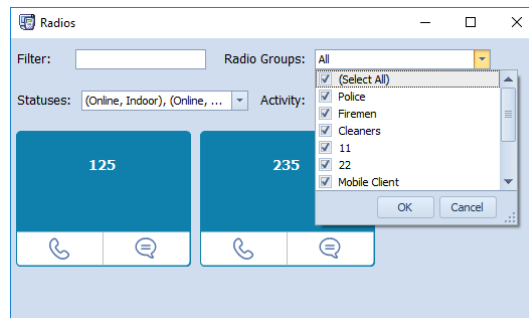 Radios
Filter:
Radio Groups: All
Statuses: (Online, Indoor), (Online, ...
Activity:
(Select All)
Police
Firemen
Cleaners
11
22
Mobile Client
OK Cancel
125
235